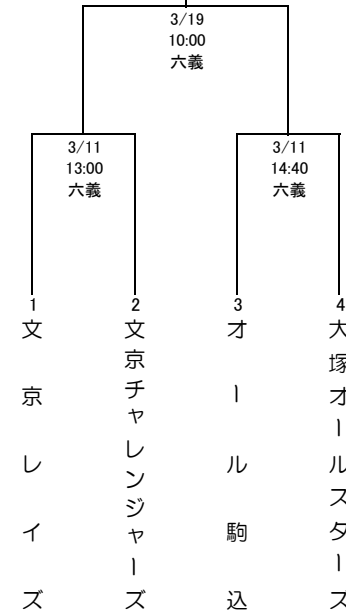 3/19
10:00
六義
3/11
13:00
六義
3/11
14:40
六義
1
2
3
4
文京レイズ
文京チャレンジャーズ
オール駒込
大塚オールスターズ